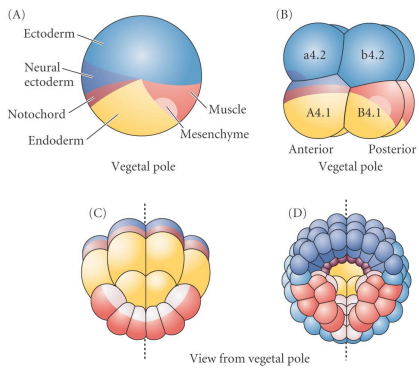 (A)
Ectoderm
Neural
ectoderm
Notochord
Endoderm
Muscle
Mesenchyme
Vegetal pole
(B)
a4.2
b4.2
A4.1
B4.1
Anterior
Posterior
Vegetal pole
(C)
(D)
View from vegetal pole